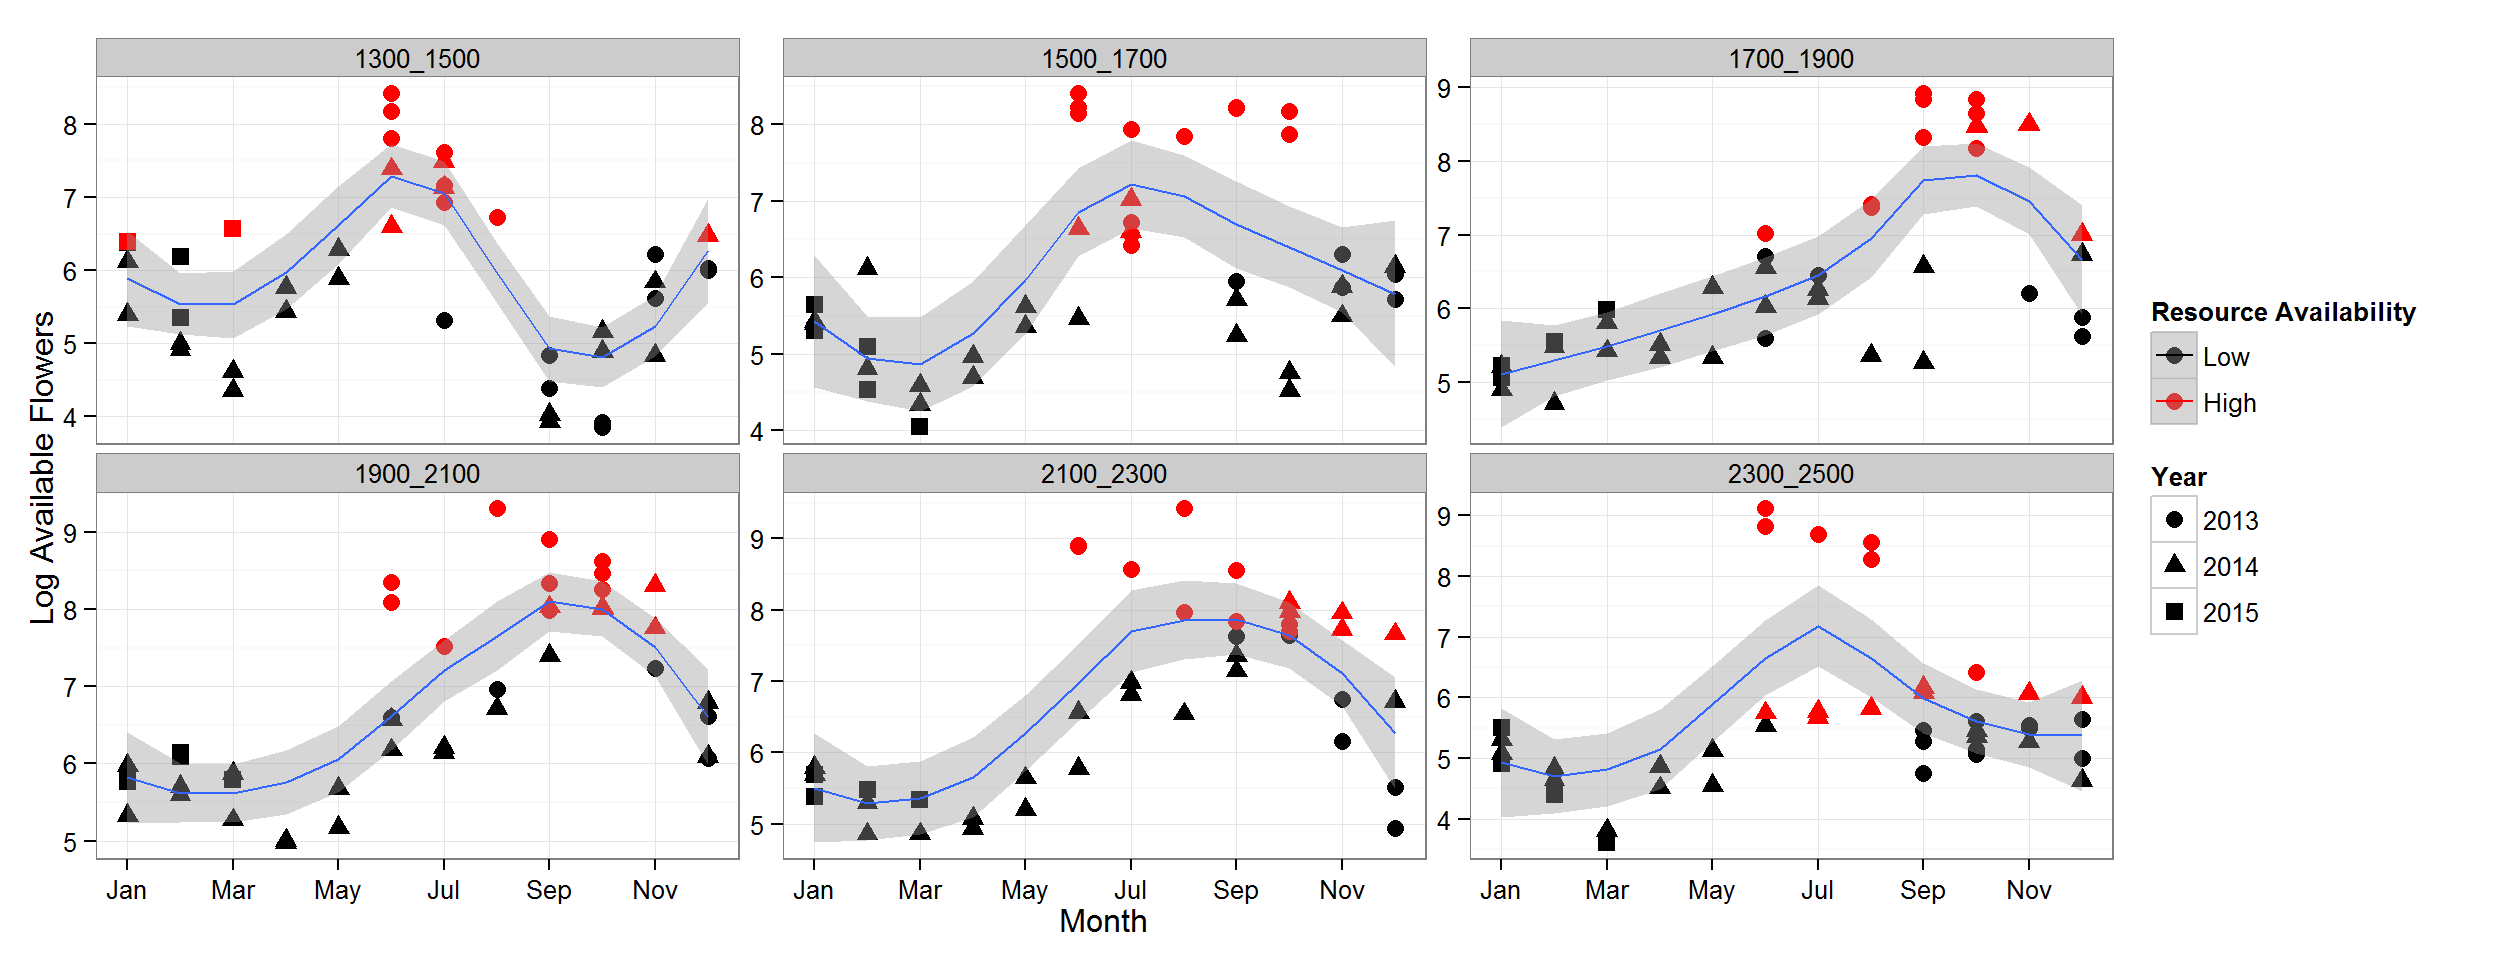 1300_1500 1500_1700 1700_1900
8 7 6 5 4
8 7 6 5 4
9 8 7 6 5
1900_2100 2100_2300 2300_2500
9 8 7 6 5
9 8 7 6 5
9 8 7 6 5 4
Jan Mar May Jul Sep Nov Jan Mar May Jul Sep Nov Jan Mar May Jul Sep Nov
Month
Log Available Flowers
Resource Availability
Low
High
Year
2013
2014
2015